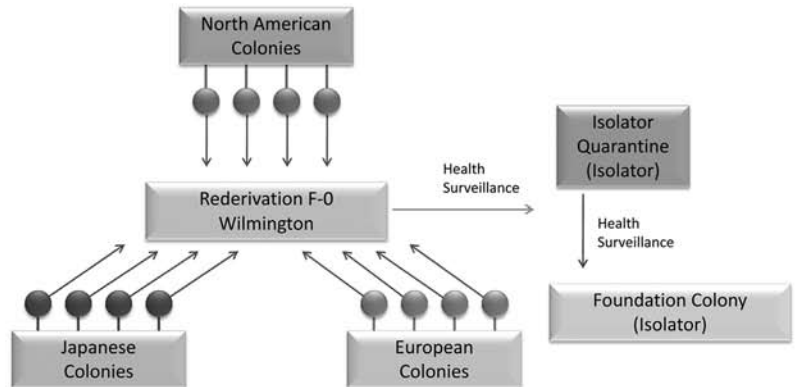 North American
Colonies
Rederivation F-0
Wilmington
Health
Surveillance
Isolator
Quarantine
(Isolator)
Health
Surveillance
Foundation Colony
(Isolator)
Japanese
Colonies
European
Colonies